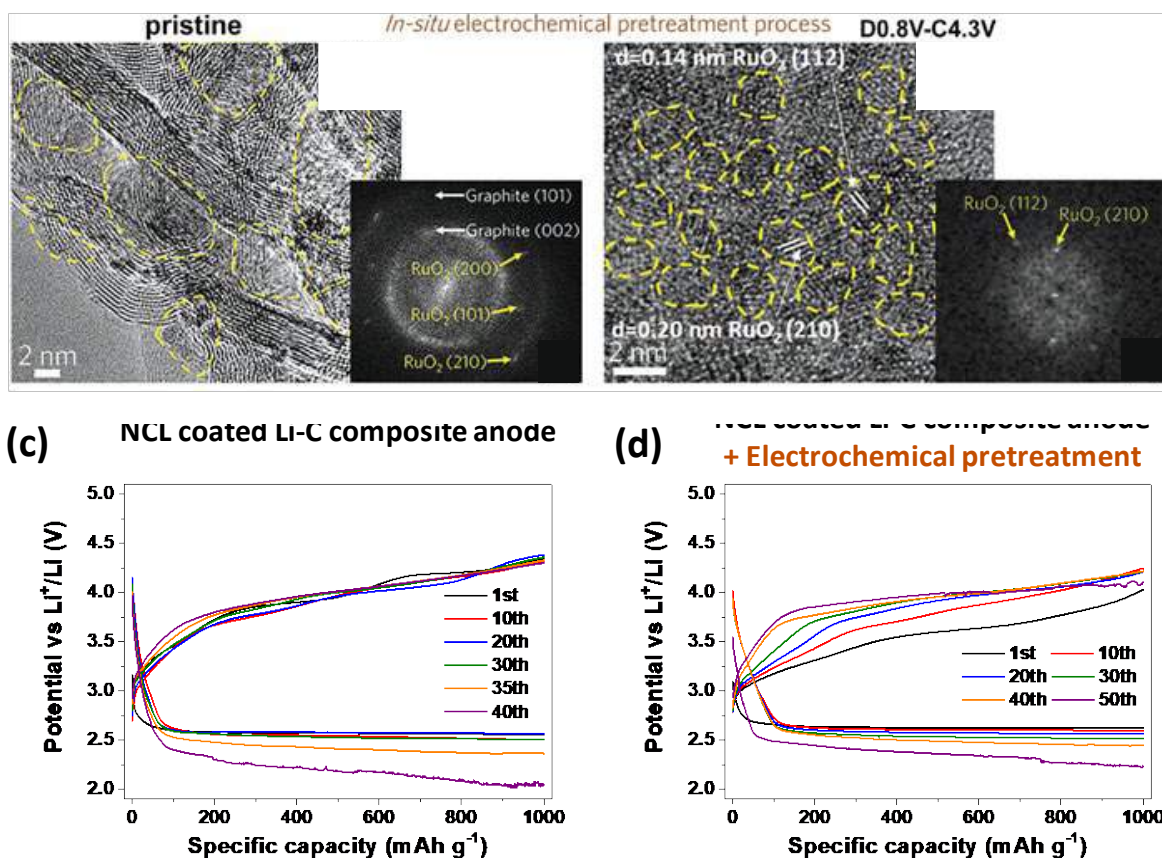 In-situ electrochemical pretreatment process
pristine
D0.8V-C4.3V
Graphite (101)
Graphite (002)
RuO₂ (200)
RuO₂ (101)
RuO₂ (210)
2 nm
d=0.14 nm RuO₂ (112)
RuO₂ (112)
RuO₂ (210)
d=0.20 nm RuO₂ (210)
2 nm
(c)
NCL coated Li-C composite anode
Potential vs Li⁺/Li (V)
5.0
4.5
4.0
3.5
3.0
2.5
2.0
1st
10th
20th
30th
35th
40th
0 200 400 600 800 1000
Specific capacity (mAh g⁻¹)
(d)
NCL coated Li-C composite anode
+ Electrochemical pretreatment
Potential vs Li⁺/Li (V)
5.0
4.5
4.0
3.5
3.0
2.5
2.0
1st 10th
20th 30th
40th 50th
0 200 400 600 800 1000
Specific capacity (mAh g⁻¹)